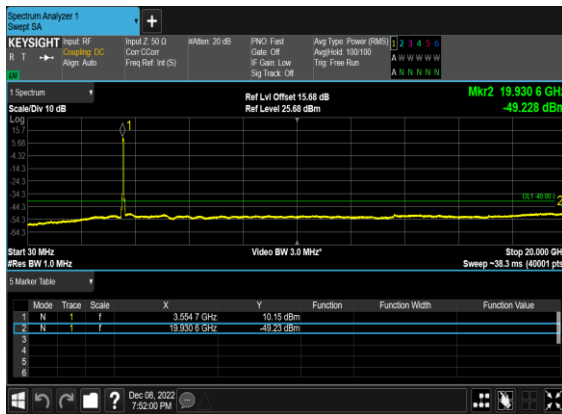 Spectrum Analyzer 1
Swept SA
+
KEYSIGHT Input: RF Input Z: 50 Ω #Atten: 20 dB PNO: Fast Avg Type: Power (RMS) 1 2 3 4 5 6
R T Coupling: DC Corr CCorr Gate: Off Avg|Hold: 100/100 A W W W W W
Align: Auto Freq Ref: Int (S) IF Gain: Low Trig: Free Run A N N N N N
Sig Track: Off
1 Spectrum
Ref Lvl Offset 15.68 dB Mkr2 19.930 6 GHz
Scale/Div 10 dB Ref Level 25.68 dBm -49.228 dBm
Log
1
15.7
5.68
-4.32
-14.3
-24.3
-34.3
2
-44.3
-54.3
-64.3
Start 30 MHz Video BW 3.0 MHz* Stop 20.000 GHz
#Res BW 1.0 MHz Sweep ~38.3 ms (40001 pts)
5 Marker Table
Mode Trace Scale X Y Function Function Width Function Value
1 N 1 f 3.554 7 GHz 10.15 dBm
2 N 1 f 19.930 6 GHz -49.23 dBm
3
4
5
6
? Dec 08, 2022
7:52:00 PM